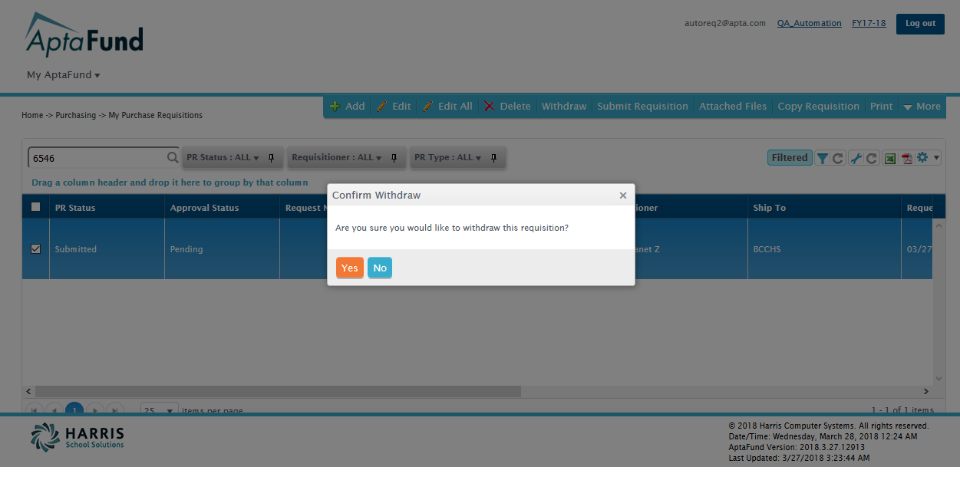 AptaFund
autoreq2@apta.com QA_Automation FY17-18 Log out
My AptaFund
Home -> Purchasing -> My Purchase Requisitions
Add Edit Edit All Delete Withdraw Submit Requisition Attached Files Copy Requisition Print More
6546 PR Status : ALL Requisitioner : ALL PR Type : ALL Filtered
Drag a column header and drop it here to group by that column
Confirm Withdraw
PR Status Approval Status Request ioner Ship To Reque
Are you sure you would like to withdraw this requisition?
Submitted Pending anet Z BCCHS 03/27
Yes No
1 25 items per page 1 - 1 of 1 items
HARRIS
School Solutions
© 2018 Harris Computer Systems. All rights reserved.
Date/Time: Wednesday, March 28, 2018 12:24 AM
AptaFund Version: 2018.3.27.12913
Last Updated: 3/27/2018 3:23:44 AM